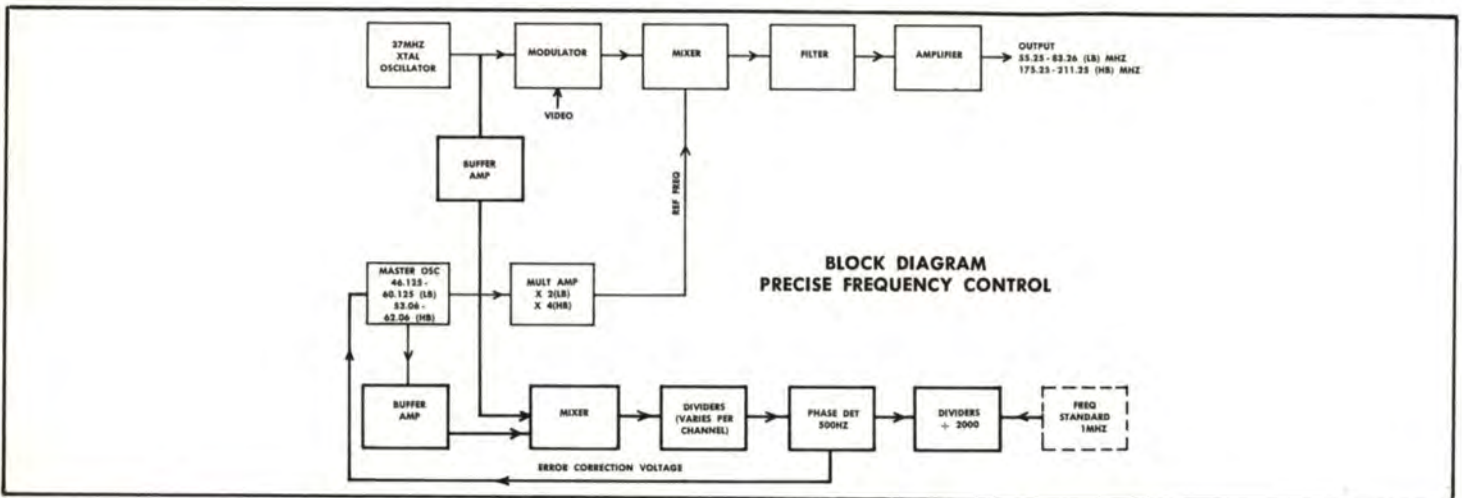 37MHZ
XTAL
OSCILLATOR
MODULATOR
MIXER
FILTER
AMPLIFIER
OUTPUT
55.25-83.26 (LB) MHZ
175.25-211.25 (HB) MHZ
VIDEO
BUFFER
AMP
REF FREQ
MASTER OSC
46.125-
60.125 (LB)
53.06-
62.06 (HB)
MULT AMP
X 2(LB)
X 4(HB)
BLOCK DIAGRAM
PRECISE FREQUENCY CONTROL
BUFFER
AMP
MIXER
DIVIDERS
(VARIES PER
CHANNEL)
PHASE DET
500HZ
DIVIDERS
÷ 2000
FREQ
STANDARD
1MHZ
ERROR CORRECTION VOLTAGE